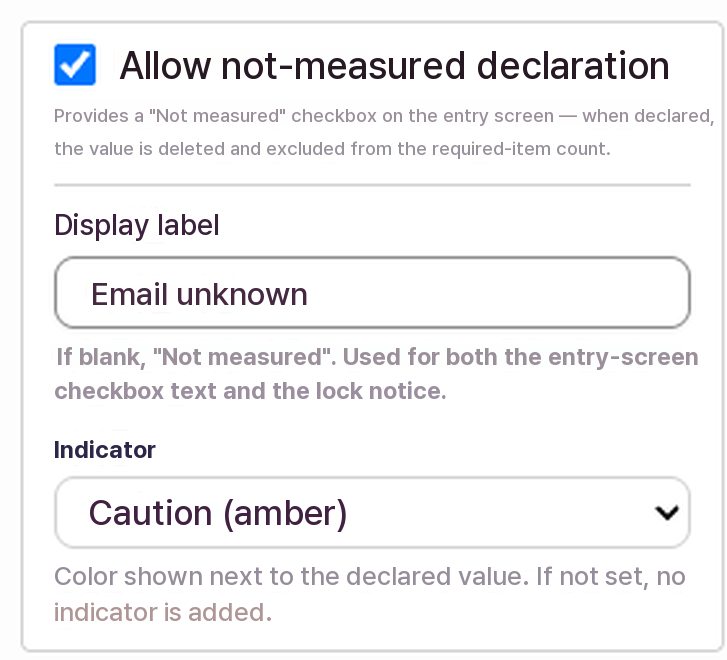 Allow not-measured declaration
Provides a "Not measured" checkbox on the entry screen — when declared,
the value is deleted and excluded from the required-item count.
Display label
Email unknown
If blank, "Not measured". Used for both the entry-screen
checkbox text and the lock notice.
Indicator
Caution (amber)
Color shown next to the declared value. If not set, no
indicator is added.